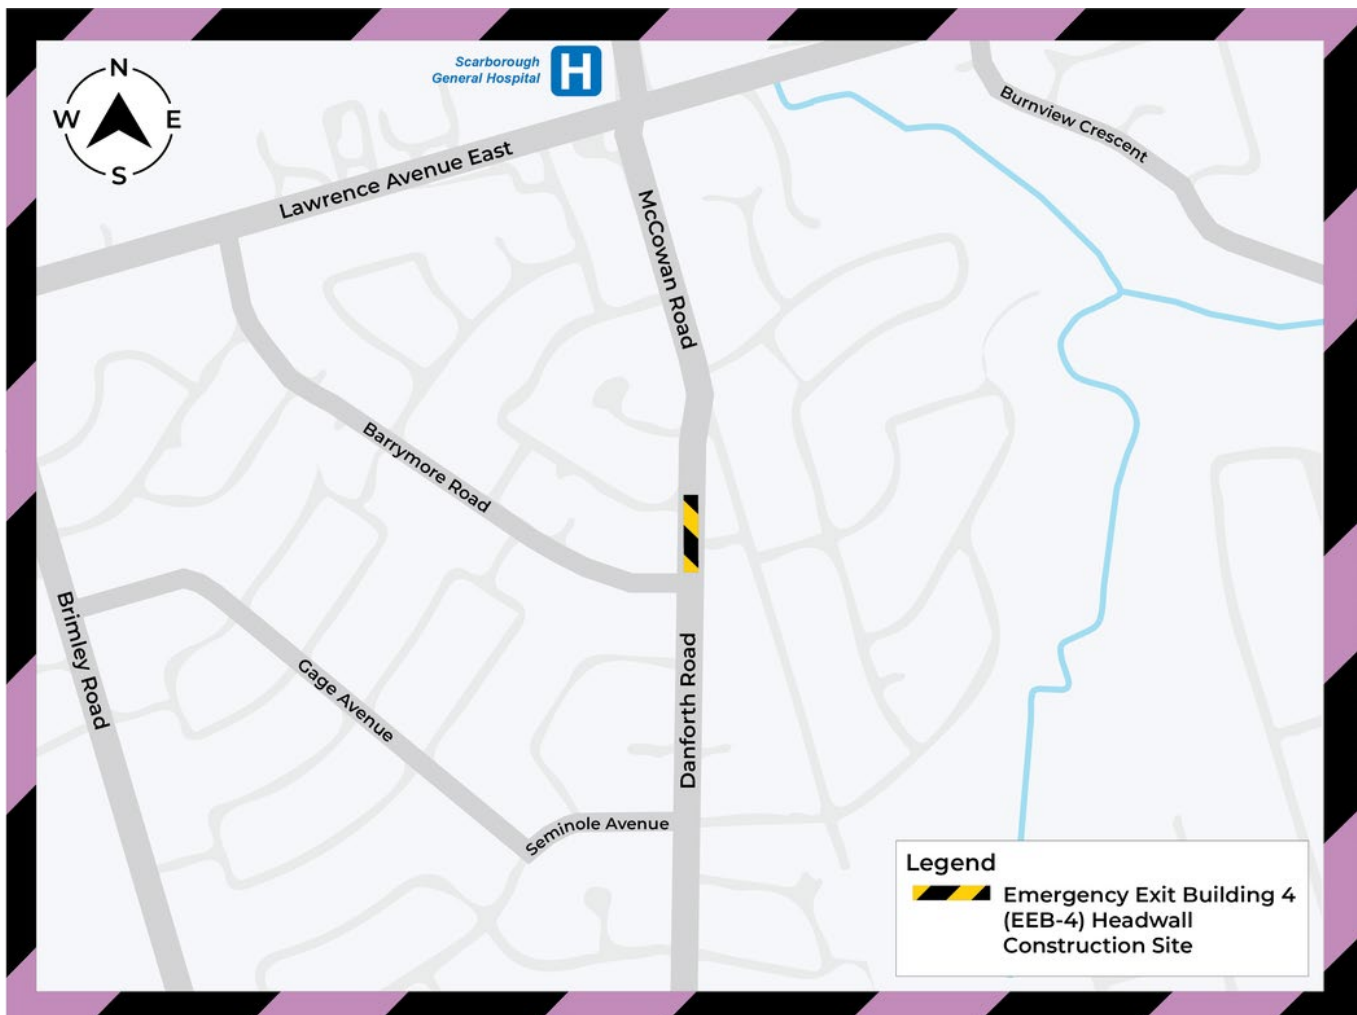 N
W E
S
Scarborough
General Hospital
H
Lawrence Avenue East
McCowan Road
Burnview Crescent
Barrymore Road
Brimley Road
Gage Avenue
Danforth Road
Seminole Avenue
Legend
Emergency Exit Building 4
(EEB-4) Headwall
Construction Site